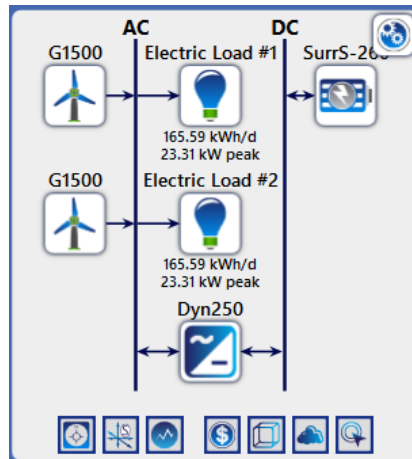 AC DC
G1500 Electric Load #1 SurrS-260
165.59 kWh/d
23.31 kW peak
G1500 Electric Load #2
165.59 kWh/d
23.31 kW peak
Dyn250